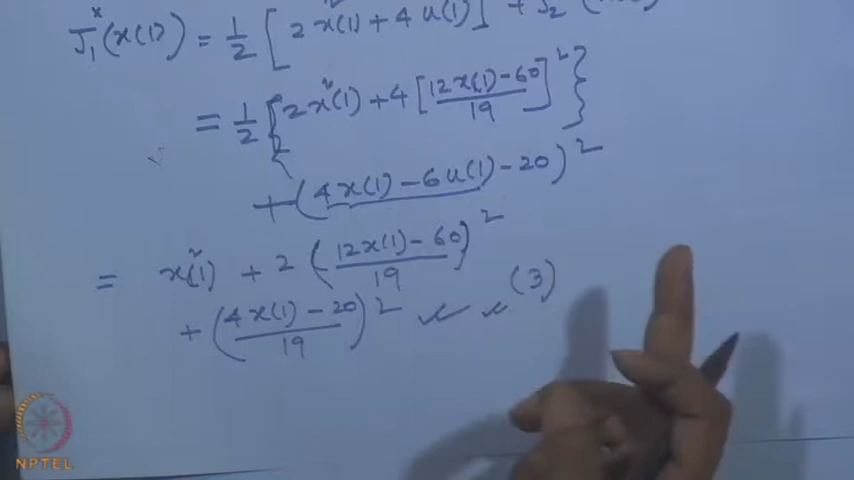 J₁*(x(1)) = 1/2 [2x²(1) + 4u²(1)] + J₂*
= 1/2 {2x²(1) + 4[(12x(1) - 60)/19]²}
+ (4x(1) - 6u(1) - 20)²
= x²(1) + 2((12x(1) - 60)/19)²
+ ((4x(1) - 20)/19)² ✓ ✓ (3)
NPTEL